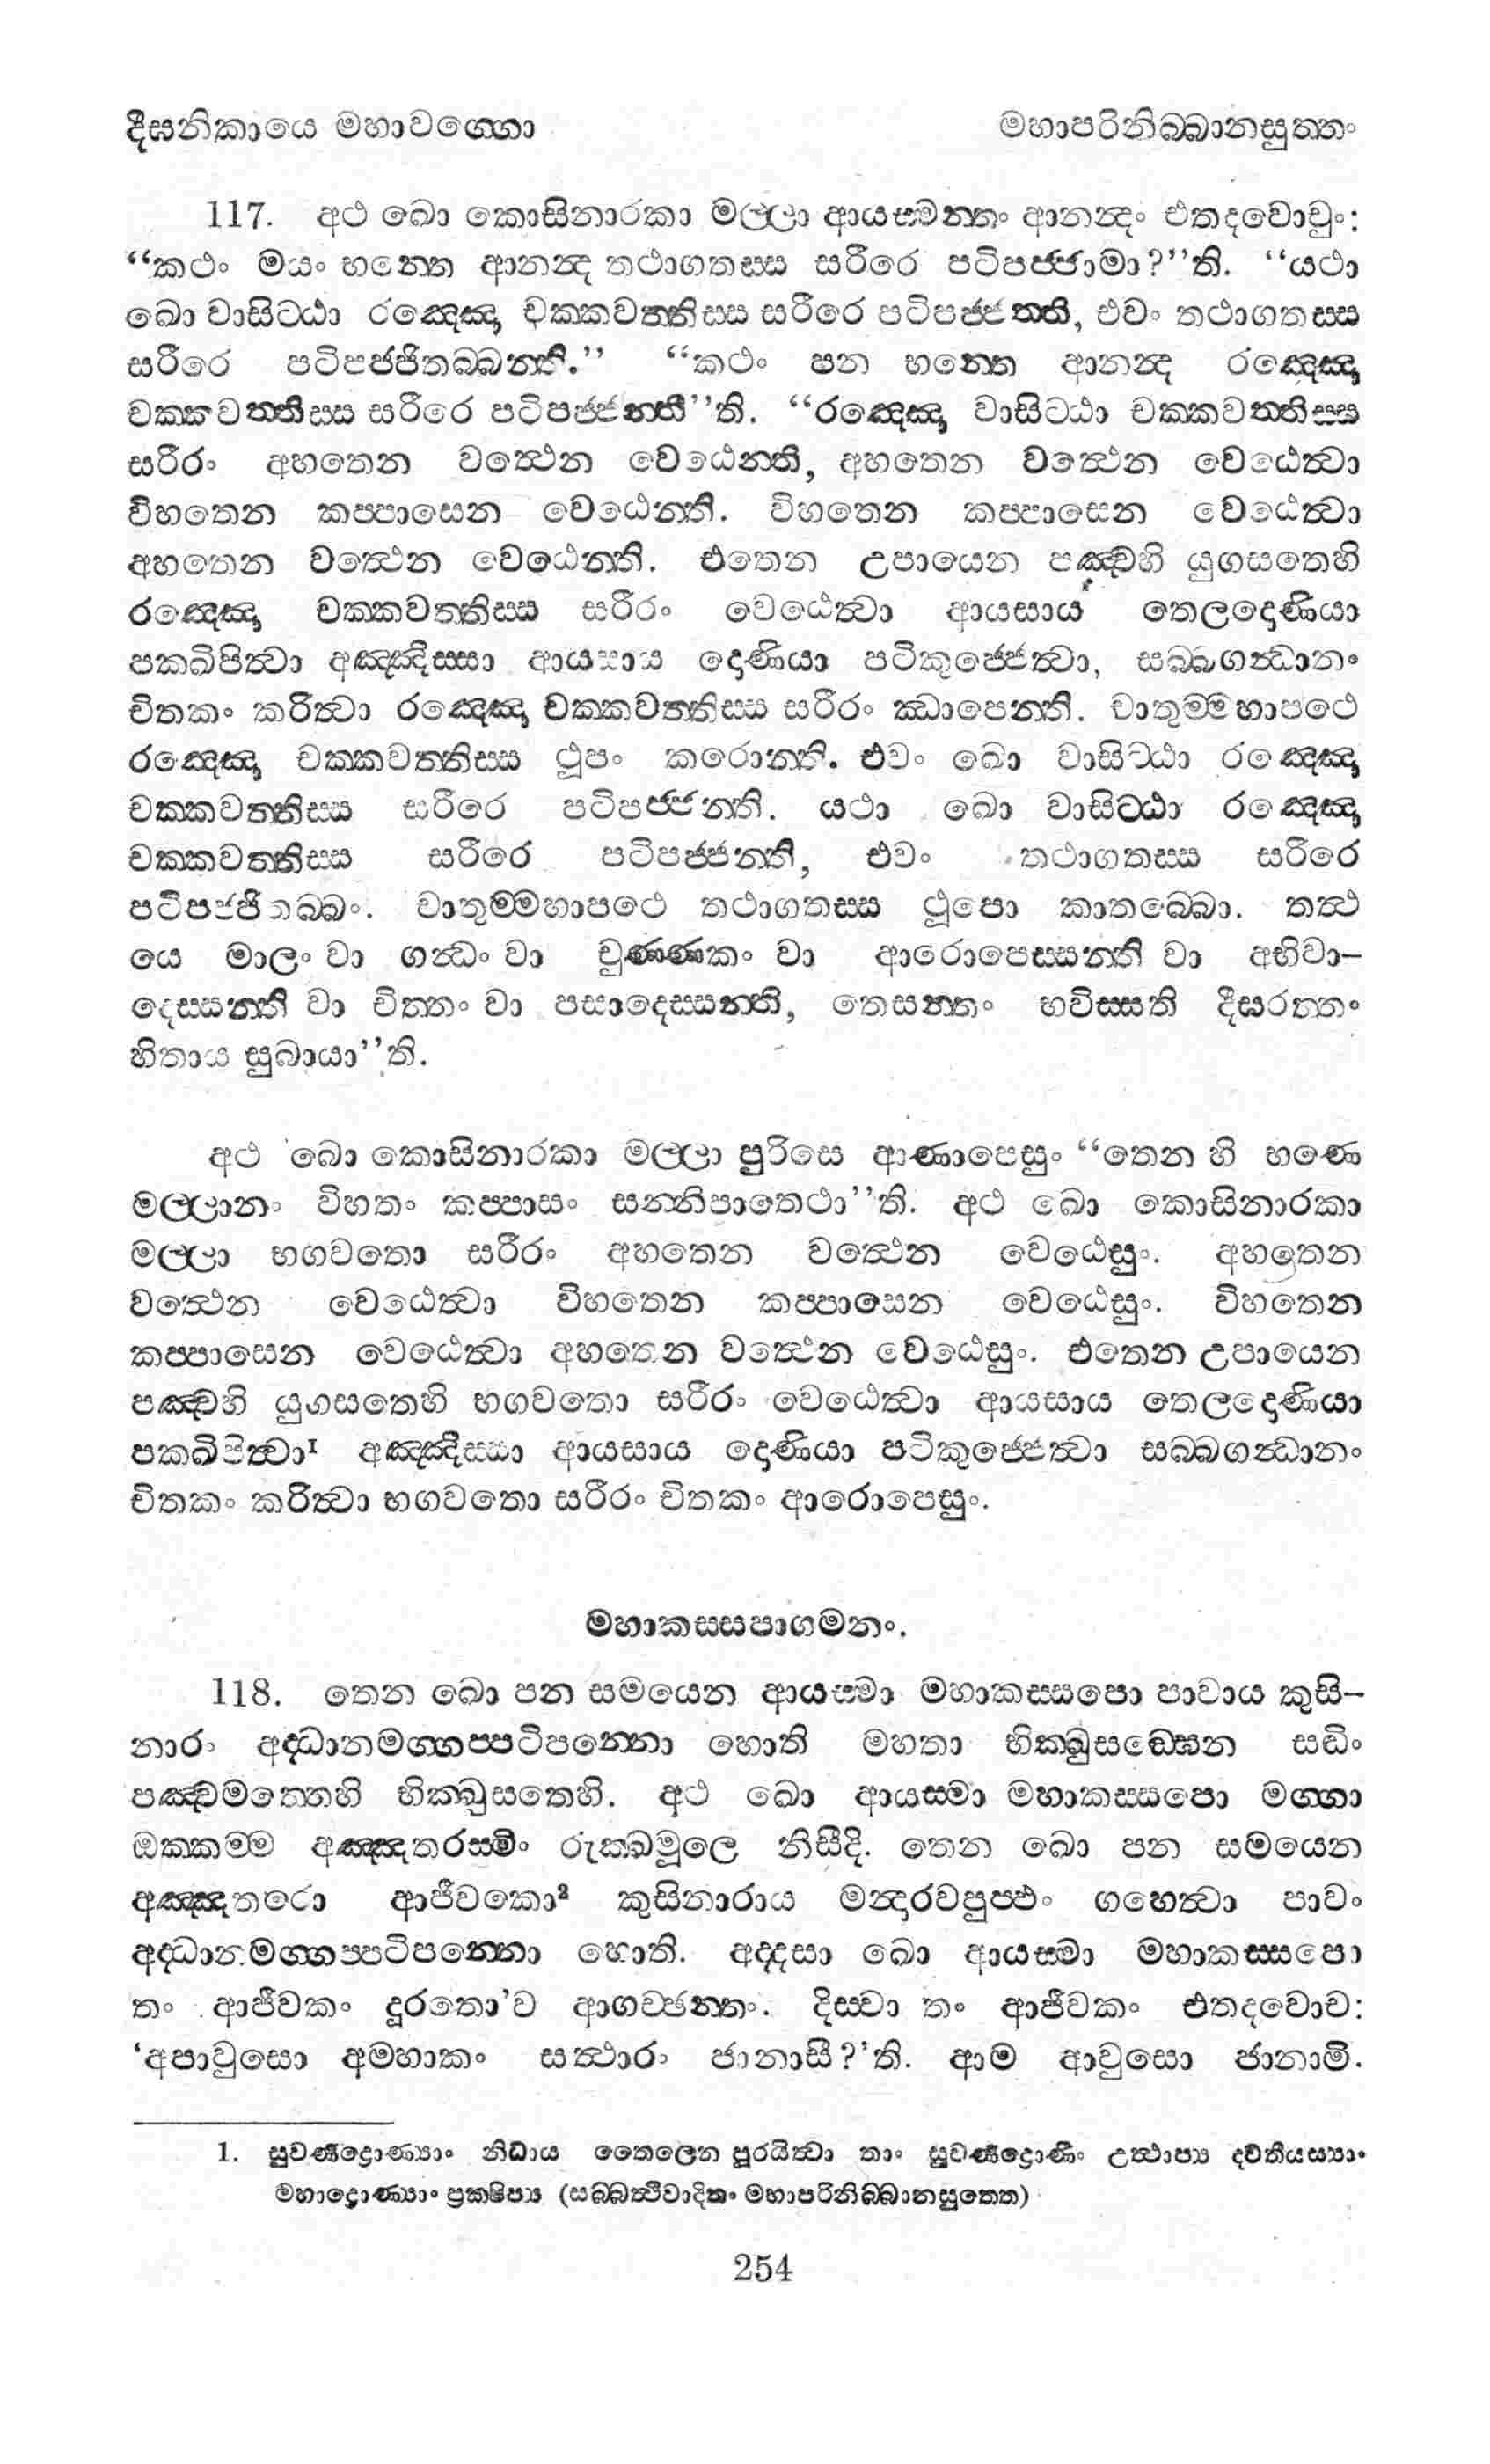 දීඝනිකායෙ මහාවග්ගො මහාපරිනිබ්බානසුත්තං
117. අථ ඛො කොසිනාරකා මල්ලා ආයස්මන්තං ආනන්දං එතදවොචුං:
“කථං මයං භන්තෙ ආනන්ද තථාගතස්ස සරීරෙ පටිපජ්ජාමා?”ති. “යථා
ඛො වාසිට්ඨා රඤ්ඤො චක්කවත්තිස්ස සරීරෙ පටිපජ්ජන්ති, එවං තථාගතස්ස
සරීරෙ පටිපජ්ජිතබ්බන්ති.” “කථං පන භන්තෙ ආනන්ද රඤ්ඤො
චක්කවත්තිස්ස සරීරෙ පටිපජ්ජන්තී”ති. “රඤ්ඤො වාසිට්ඨා චක්කවත්තිස්ස
සරීරං අහතෙන වත්ථෙන වෙඨෙන්ති, අහතෙන වත්ථෙන වෙඨෙත්වා
විහතෙන කප්පාසෙන වෙඨෙන්ති. විහතෙන කප්පාසෙන වෙඨෙත්වා
අහතෙන වත්ථෙන වෙඨෙන්ති. එතෙන උපායෙන පඤ්චහි යුගසතෙහි
රඤ්ඤො චක්කවත්තිස්ස සරීරං වෙඨෙත්වා ආයසාය තෙලදොණියා
පක්ඛිපිත්වා අඤ්ඤිස්සා ආයසාය දොණියා පටිකුජ්ජෙත්වා, සබ්බගන්ධානං
චිතකං කරිත්වා රඤ්ඤො චක්කවත්තිස්ස සරීරං ඣාපෙන්ති. චාතුම්මහාපථෙ
රඤ්ඤො චක්කවත්තිස්ස ථූපං කරොන්ති. එවං ඛො වාසිට්ඨා රඤ්ඤො
චක්කවත්තිස්ස සරීරෙ පටිපජ්ජන්ති. යථා ඛො වාසිට්ඨා රඤ්ඤො
චක්කවත්තිස්ස සරීරෙ පටිපජ්ජන්ති, එවං තථාගතස්ස සරීරෙ
පටිපජ්ජිතබ්බං. චාතුම්මහාපථෙ තථාගතස්ස ථූපො කාතබ්බො. තත්ථ
යෙ මාලං වා ගන්ධං වා චුණ්ණකං වා ආරොපෙස්සන්ති වා අභිවා–
දෙස්සන්ති වා චිත්තං වා පසාදෙස්සන්ති, තෙසන්තං භවිස්සති දීඝරත්තං
හිතාය සුඛායා”ති.
අථ ඛො කොසිනාරකා මල්ලා පුරිසෙ ආණාපෙසුං “තෙන හි භණෙ
මල්ලානං විහතං කප්පාසං සන්නිපාතෙථා”ති. අථ ඛො කොසිනාරකා
මල්ලා භගවතො සරීරං අහතෙන වත්ථෙන වෙඨෙසුං. අහතෙන
වත්ථෙන වෙඨෙත්වා විහතෙන කප්පාසෙන වෙඨෙසුං. විහතෙන
කප්පාසෙන වෙඨෙත්වා අහතෙන වත්ථෙන වෙඨෙසුං. එතෙන උපායෙන
පඤ්චහි යුගසතෙහි භගවතො සරීරං වෙඨෙත්වා ආයසාය තෙලදොණියා
පක්ඛිපිත්වා¹ අඤ්ඤිස්සා ආයසාය දොණියා පටිකුජ්ජෙත්වා සබ්බගන්ධානං
චිතකං කරිත්වා භගවතො සරීරං චිතකං ආරොපෙසුං.
මහාකස්සපාගමනං.
118. තෙන ඛො පන සමයෙන ආයස්මා මහාකස්සපො පාවාය කුසි–
නාරං අද්ධානමග්ගප්පටිපන්නො හොති මහතා භික්ඛුසඞ්ඝෙන සද්ධිං
පඤ්චමත්තෙහි භික්ඛුසතෙහි. අථ ඛො ආයස්මා මහාකස්සපො මග්ගා
ඔක්කම්ම අඤ්ඤතරස්මිං රුක්ඛමූලෙ නිසීදි. තෙන ඛො පන සමයෙන
අඤ්ඤතරො ආජීවකො² කුසිනාරාය මන්දාරවපුප්ඵං ගහෙත්වා පාවං
අද්ධානමග්ගප්පටිපන්නො හොති. අද්දසා ඛො ආයස්මා මහාකස්සපො
තං ආජීවකං දූරතො’ව ආගච්ඡන්තං. දිස්වා තං ආජීවකං එතදවොච:
‘අපාවුසො අම්හාකං සත්ථාරං ජානාසී?’ති. ආම ආවුසො ජානාමි.
1. සුවර්ණද්‍රොණ්‍යාං නිධාය තෛලෙන පූරයිත්වා තාං සුවර්ණද්‍රොණීං උත්ථාප්‍ය ද්විතීයස්‍යාං
මහාද්‍රොණ්‍යාං ප්‍රක්ෂිප්‍ය (සබ්බත්ථිවාදිනං මහාපරිනිබ්බානසුත්තෙ)
254